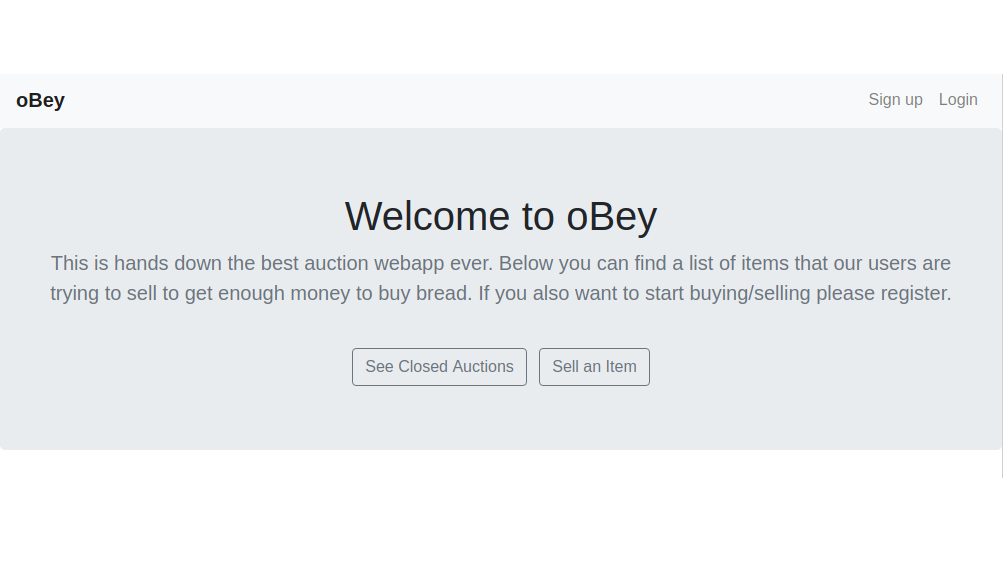 oBey
Sign up
Login
Welcome to oBey
This is hands down the best auction webapp ever. Below you can find a list of items that our users are
trying to sell to get enough money to buy bread. If you also want to start buying/selling please register.
See Closed Auctions
Sell an Item